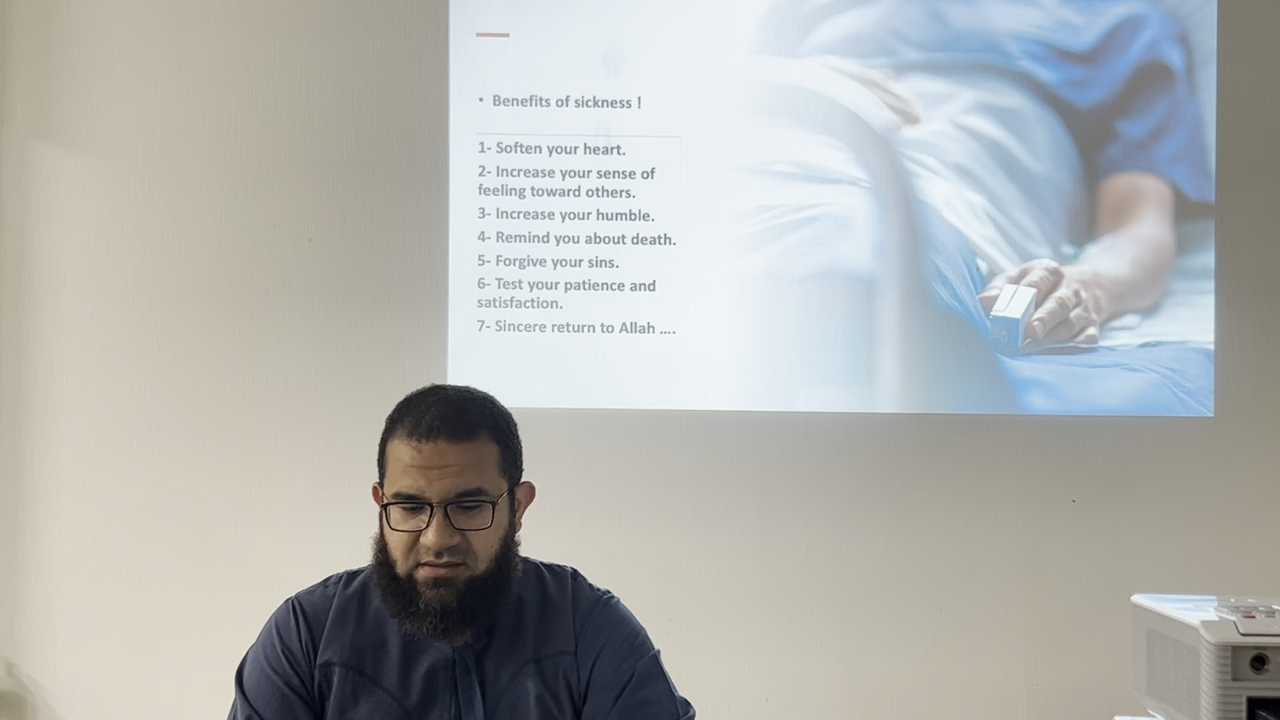 • Benefits of sickness !
1- Soften your heart.
2- Increase your sense of
feeling toward others.
3- Increase your humble.
4- Remind you about death.
5- Forgive your sins.
6- Test your patience and
satisfaction.
7- Sincere return to Allah ....